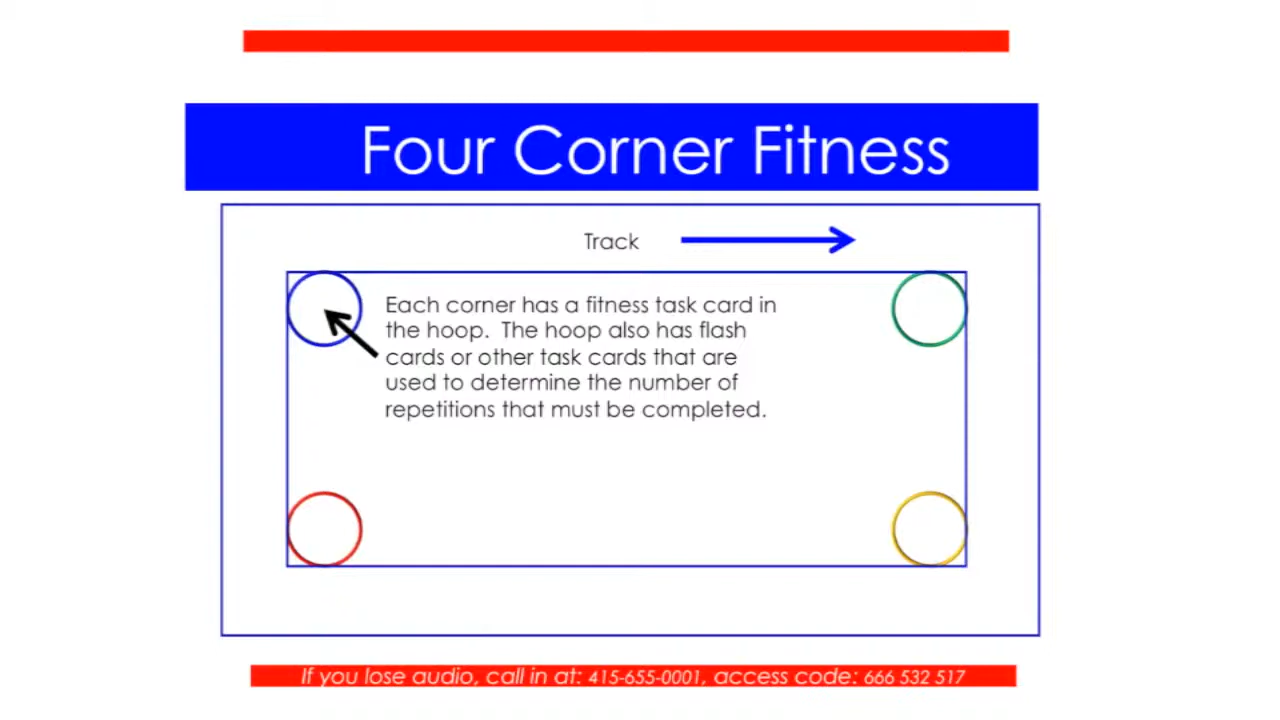 Four Corner Fitness
Track
Each corner has a fitness task card in
the hoop.  The hoop also has flash
cards or other task cards that are
used to determine the number of
repetitions that must be completed.
If you lose audio, call in at: 415-655-0001, access code: 666 532 517